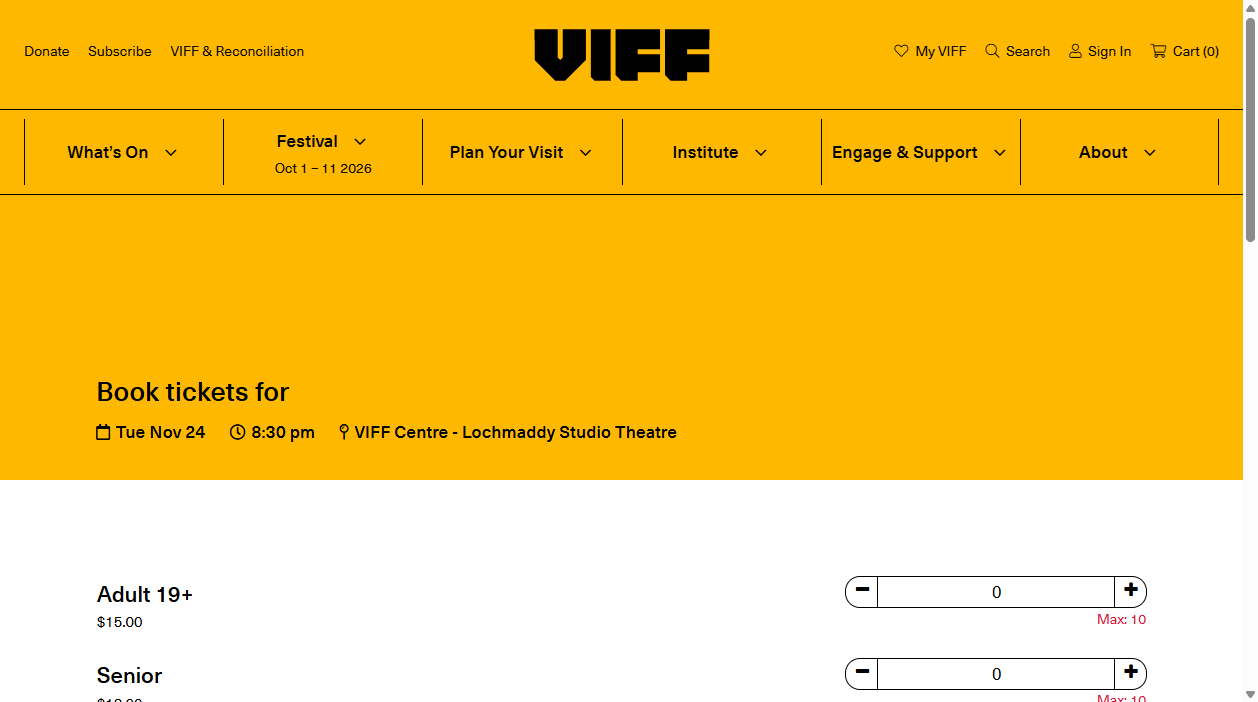 Donate Subscribe VIFF & Reconciliation VIFF My VIFF Search Sign In Cart (0)
What's On Festival Plan Your Visit Institute Engage & Support About
Oct 1 – 11 2026
Book tickets for
Tue Nov 24 8:30 pm VIFF Centre - Lochmaddy Studio Theatre
Adult 19+ 0
$15.00 Max: 10
Senior 0
Max: 10